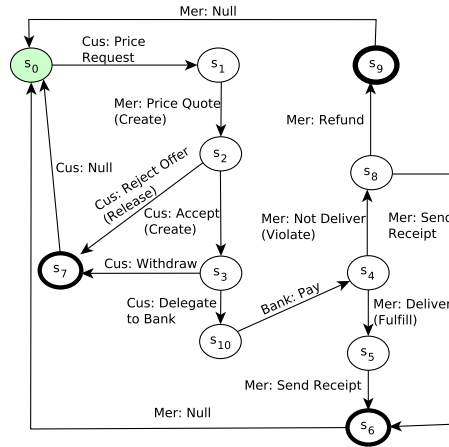 Mer: Null
s0
Cus: Price
Request
s1
s9
Mer: Price Quote
(Create)
Mer: Refund
s2
Cus: Reject Offer
(Release)
Cus: Null
s8
Cus: Accept
(Create)
Mer: Not Deliver
(Violate)
Mer: Send
Receipt
s7
Cus: Withdraw
s3
s4
Cus: Delegate
to Bank
Bank: Pay
Mer: Deliver
(Fulfill)
s10
s5
Mer: Send Receipt
Mer: Null
s6